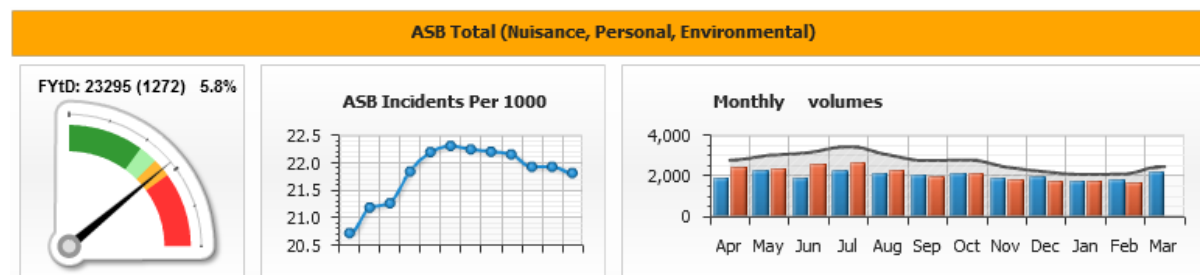 ASB Total (Nuisance, Personal, Environmental)
FYtD: 23295 (1272) 5.8%
ASB Incidents Per 1000
22.5
22.0
21.5
21.0
20.5
Monthly volumes
4,000
2,000
0
Apr May Jun Jul Aug Sep Oct Nov Dec Jan Feb Mar